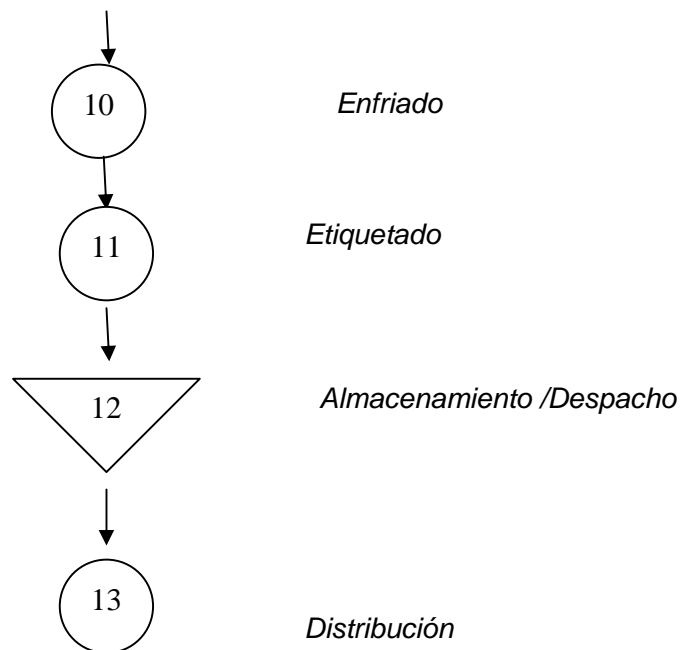 10 Enfriado
11 Etiquetado
12 Almacenamiento /Despacho
13 Distribución